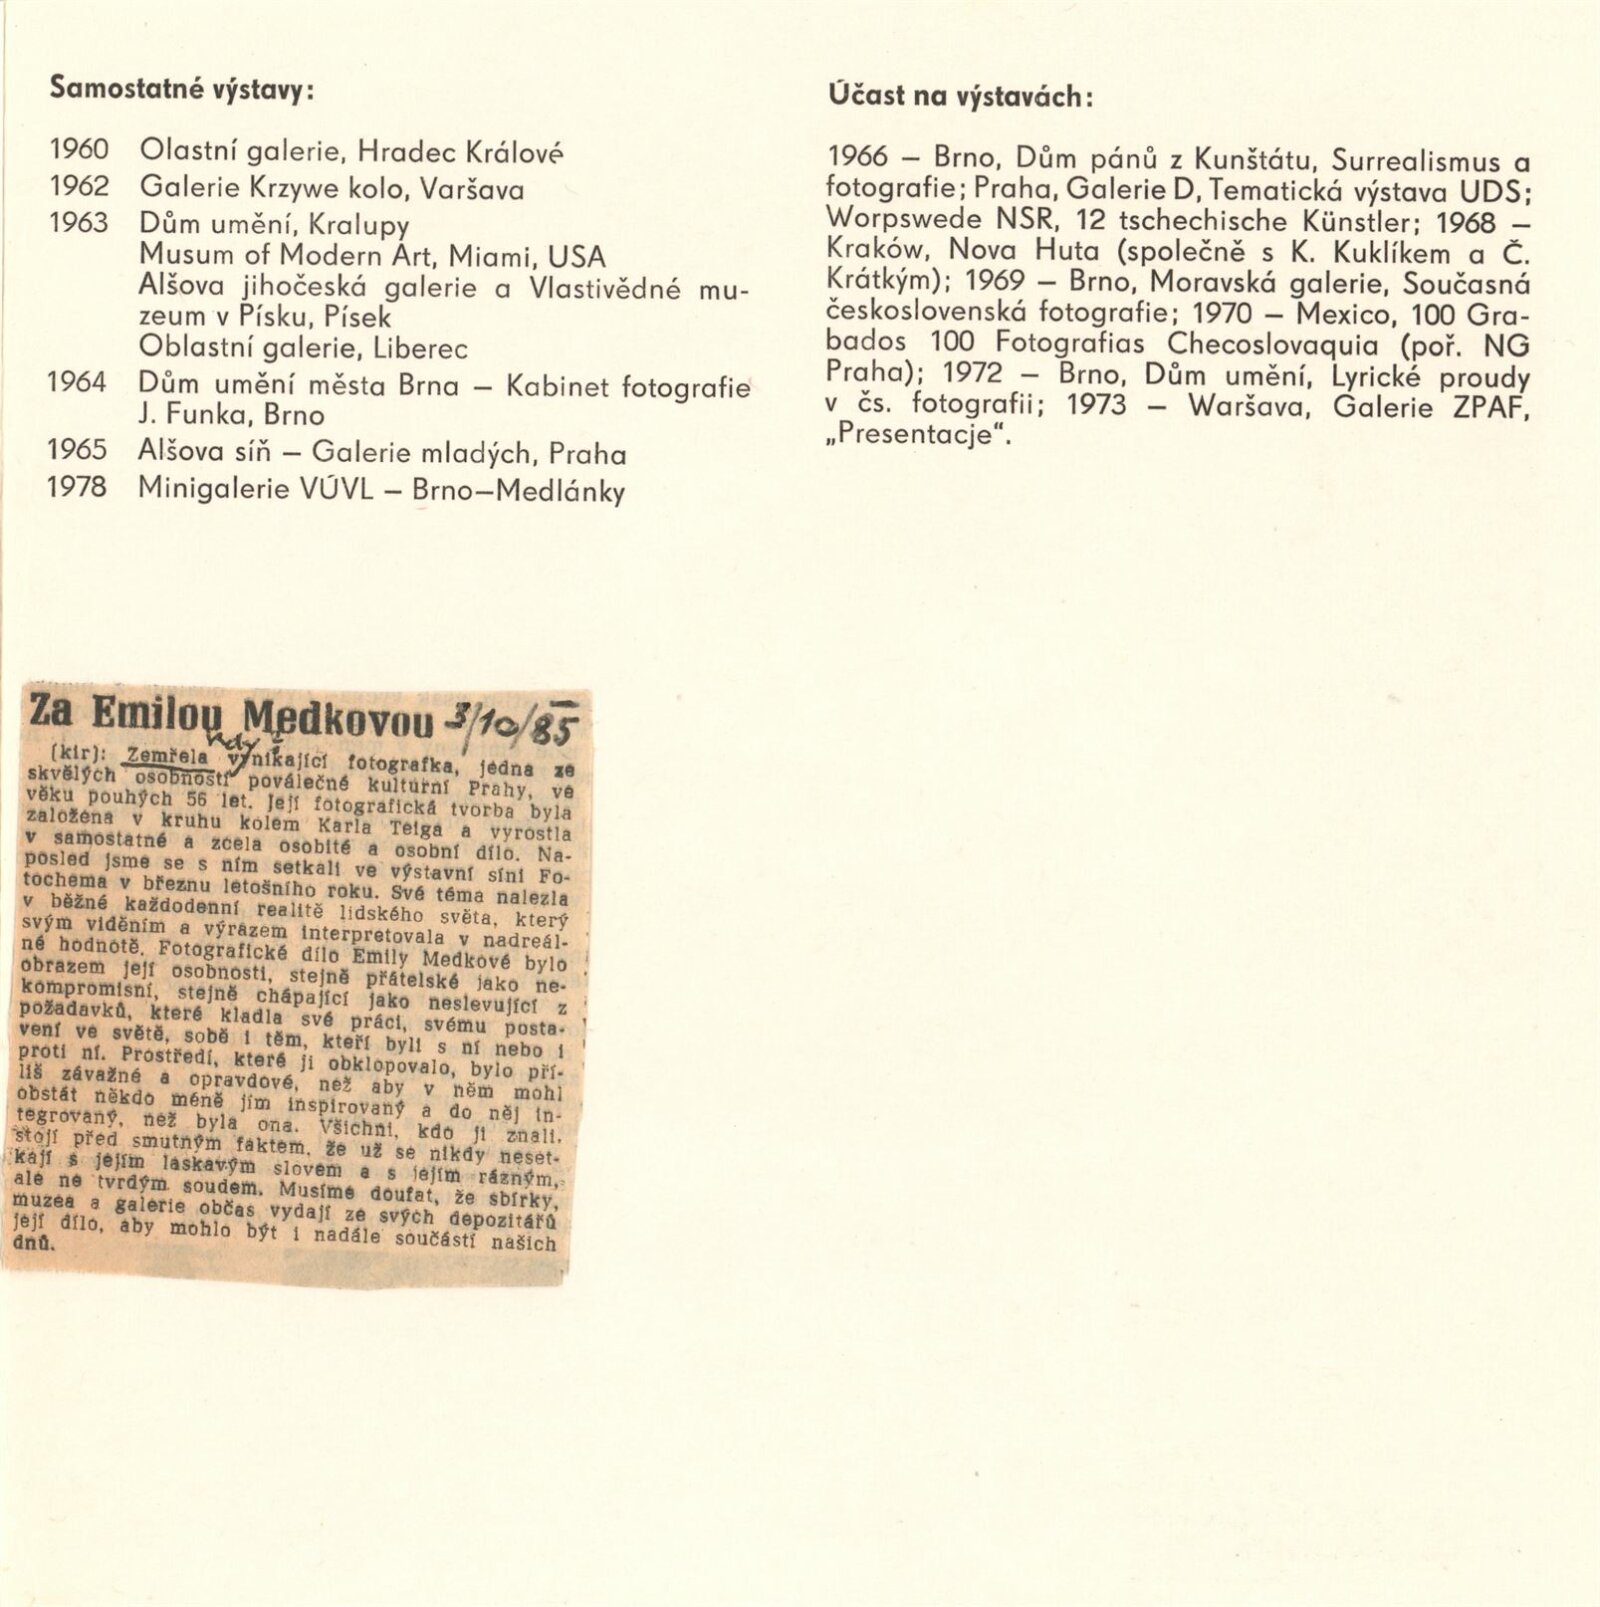 Samostatné výstavy:
1960 Olastní galerie, Hradec Králové
1962 Galerie Krzywe kolo, Varšava
1963 Dům umění, Kralupy
Musum of Modern Art, Miami, USA
Alšova jihočeská galerie a Vlastivědné mu-
zeum v Písku, Písek
Oblastní galerie, Liberec
1964 Dům umění města Brna – Kabinet fotografie
J. Funka, Brno
1965 Alšova síň – Galerie mladých, Praha
1978 Minigalerie VÚVL – Brno–Medlánky
Účast na výstavách:
1966 – Brno, Dům pánů z Kunštátu, Surrealismus a
fotografie; Praha, Galerie D, Tematická výstava UDS;
Worpswede NSR, 12 tschechische Künstler; 1968 –
Kraków, Nova Huta (společně s K. Kuklíkem a Č.
Krátkým); 1969 – Brno, Moravská galerie, Současná
československá fotografie; 1970 – Mexico, 100 Gra-
bados 100 Fotografias Checoslovaquia (poř. NG
Praha); 1972 – Brno, Dům umění, Lyrické proudy
v čs. fotografii; 1973 – Waršava, Galerie ZPAF,
„Presentacje“.
Za Emilou Medkovou 3/10/85
kdy?
(kir): Zemřela vynikající fotografka, jedna ze
skvělých osobností poválečné kulturní Prahy, ve
věku pouhých 56 let. Její fotografická tvorba byla
založena v kruhu kolem Karla Teiga a vyrostla
v samostatné a zcela osobité a osobní dílo. Na-
posled jsme se s ním setkali ve výstavní síni Fo-
tochema v březnu letošního roku. Své téma nalezla
v běžné každodenní realitě lidského světa, který
svým viděním a výrazem interpretovala v nadreál-
né hodnotě. Fotografické dílo Emily Medkové bylo
obrazem její osobnosti, stejně přátelské jako ne-
kompromisní, stejně chápající jako neslevující z
požadavků, které kladla své práci, svému posta-
vení ve světě, sobě i těm, kteří byli s ní nebo i
proti ní. Prostředí, které ji obklopovalo, bylo pří-
liš závažné a opravdové, než aby v něm mohl
obstát někdo méně jím inspirovaný a do něj in-
tegrovaný, než byla ona. Všichni, kdo ji znali,
stojí před smutným faktem, že už se nikdy neset-
kají s jejím laskavým slovem a s jejím rázným,
ale ne tvrdým soudem. Musíme doufat, že sbírky,
muzea a galerie občas vydají ze svých depozitářů
její dílo, aby mohlo být i nadále součástí našich
dnů.